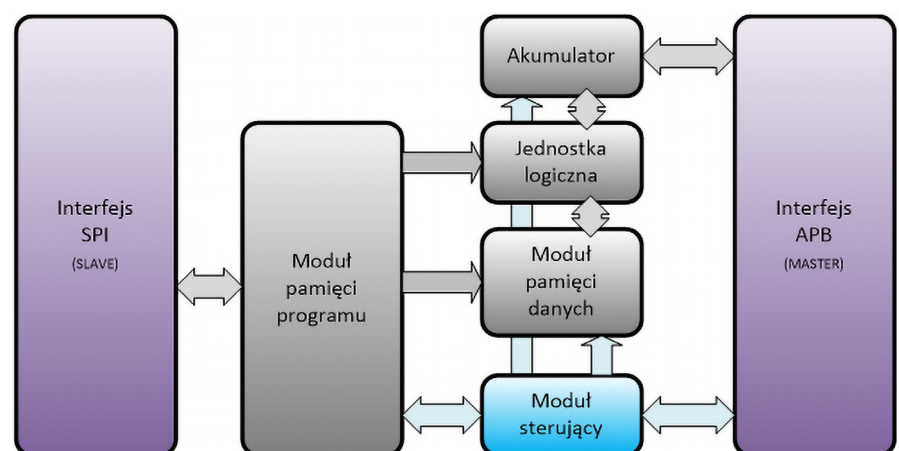 Interfejs
SPI
(SLAVE)
Moduł
pamięci
programu
Akumulator
Jednostka
logiczna
Moduł
pamięci
danych
Moduł
sterujący
Interfejs
APB
(MASTER)